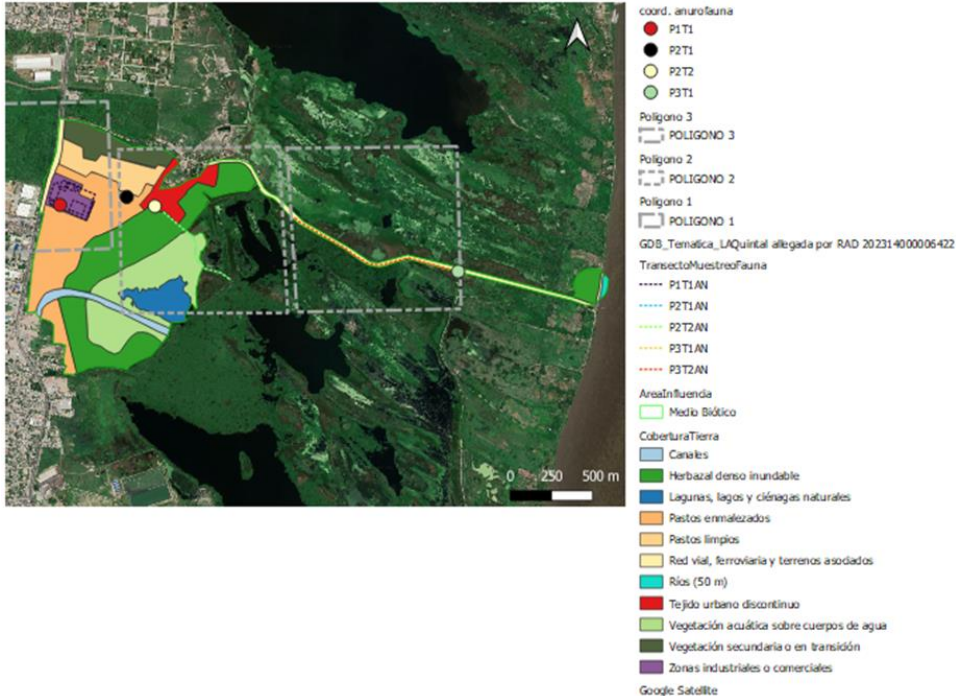 coord. anurofauna
P1T1
P2T1
P2T2
P3T1
Poligono 3
POLIGONO 3
Poligono 2
POLIGONO 2
Poligono 1
POLIGONO 1
GDB_Tematica_LAQuintal allegada por RAD 202314000006422
TransectoMuestreoFauna
P1T1AN
P2T1AN
P2T2AN
P3T1AN
P3T2AN
AreaInfluencia
Medio Biótico
CoberturaTierra
Canales
Herbazal denso inundable
Lagunas, lagos y ciénagas naturales
Pastos enmalezados
Pastos limpios
Red vial, ferroviaria y terrenos asociados
Ríos (50 m)
Tejido urbano discontinuo
Vegetación acuática sobre cuerpos de agua
Vegetación secundaria o en transición
Zonas industriales o comerciales
Google Satellite
0 250 500 m